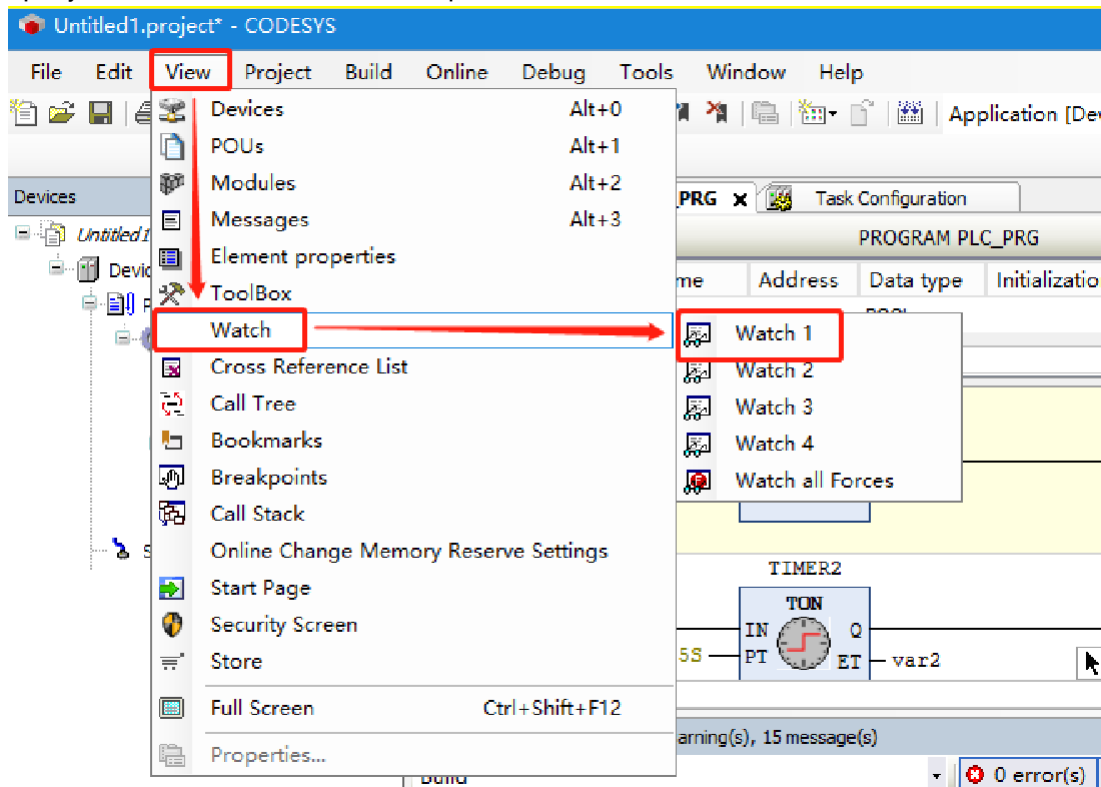 Untitled1.project* - CODESYS
File Edit View Project Build Online Debug Tools Window Help
Devices Alt+0
POUs Alt+1
Modules Alt+2
Messages Alt+3
Element properties
ToolBox
Watch
Cross Reference List
Call Tree
Bookmarks
Breakpoints
Call Stack
Online Change Memory Reserve Settings
Start Page
Security Screen
Store
Full Screen Ctrl+Shift+F12
Properties...
Watch 1
Watch 2
Watch 3
Watch 4
Watch all Forces
Application [Dev
Devices
Untitled1
Devic
PRG Task Configuration
PROGRAM PLC_PRG
me Address Data type Initializatio
TIMER2
TON
IN Q
5S PT ET var2
arning(s), 15 message(s)
Build
0 error(s)